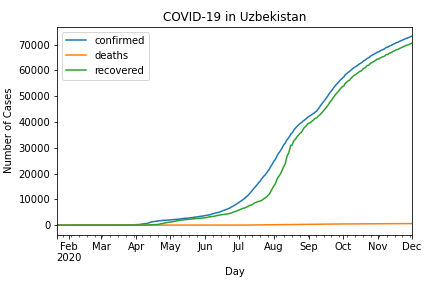 COVID-19 in Uzbekistan
confirmed
deaths
recovered
70000
60000
50000
40000
30000
20000
10000
0
Number of Cases
Feb Mar Apr May Jun Jul Aug Sep Oct Nov Dec
2020
Day